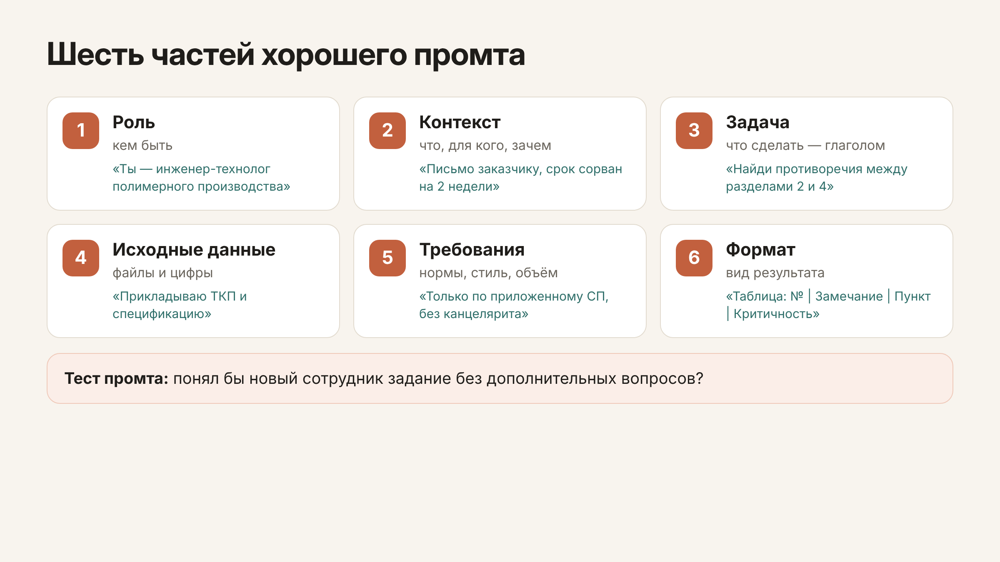 Шесть частей хорошего промта
1
Роль
кем быть
«Ты — инженер-технолог
полимерного производства»
2
Контекст
что, для кого, зачем
«Письмо заказчику, срок сорван
на 2 недели»
3
Задача
что сделать — глаголом
«Найди противоречия между
разделами 2 и 4»
4
Исходные данные
файлы и цифры
«Прикладываю ТКП и
спецификацию»
5
Требования
нормы, стиль, объём
«Только по приложенному СП,
без канцелярита»
6
Формат
вид результата
«Таблица: № | Замечание | Пункт
| Критичность»
Тест промта: понял бы новый сотрудник задание без дополнительных вопросов?